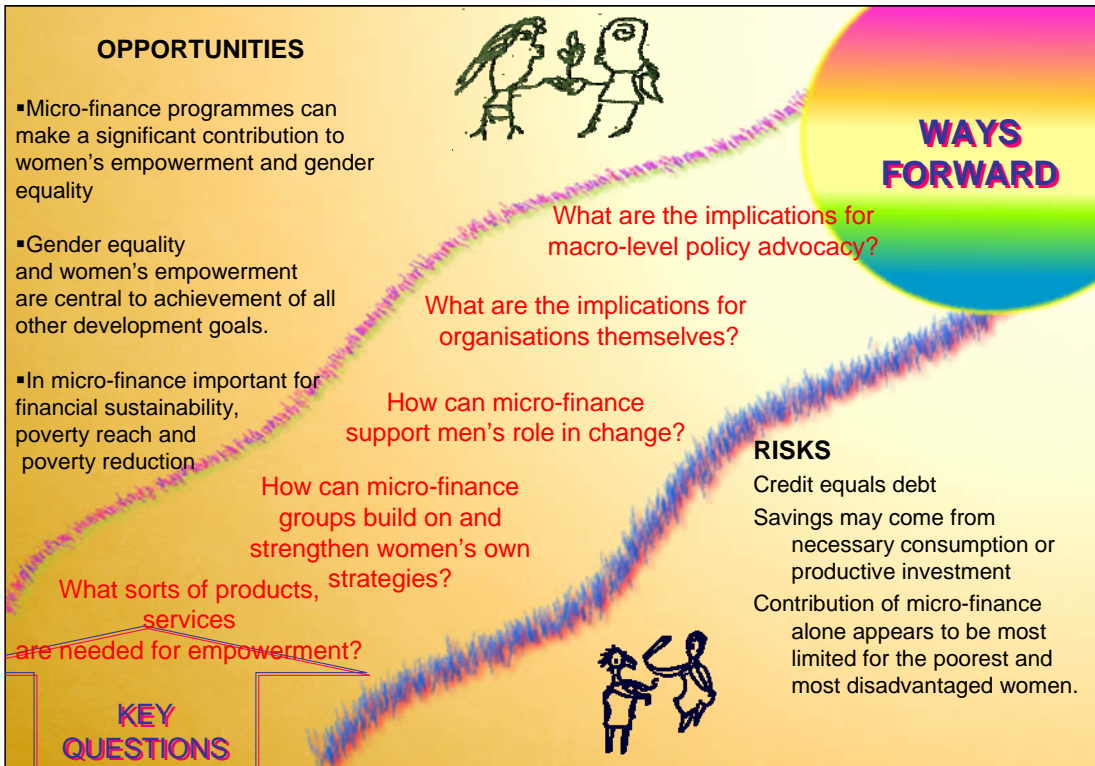 OPPORTUNITIES
▪Micro-finance programmes can
make a significant contribution to
women’s empowerment and gender
equality
▪Gender equality
and women’s empowerment
are central to achievement of all
other development goals.
▪In micro-finance important for
financial sustainability,
poverty reach and
poverty reduction
WAYS
FORWARD
What are the implications for
macro-level policy advocacy?
What are the implications for
organisations themselves?
How can micro-finance
support men’s role in change?
How can micro-finance
groups build on and
strengthen women’s own
strategies?
What sorts of products,
services
are needed for empowerment?
KEY
QUESTIONS
RISKS
Credit equals debt
Savings may come from
necessary consumption or
productive investment
Contribution of micro-finance
alone appears to be most
limited for the poorest and
most disadvantaged women.